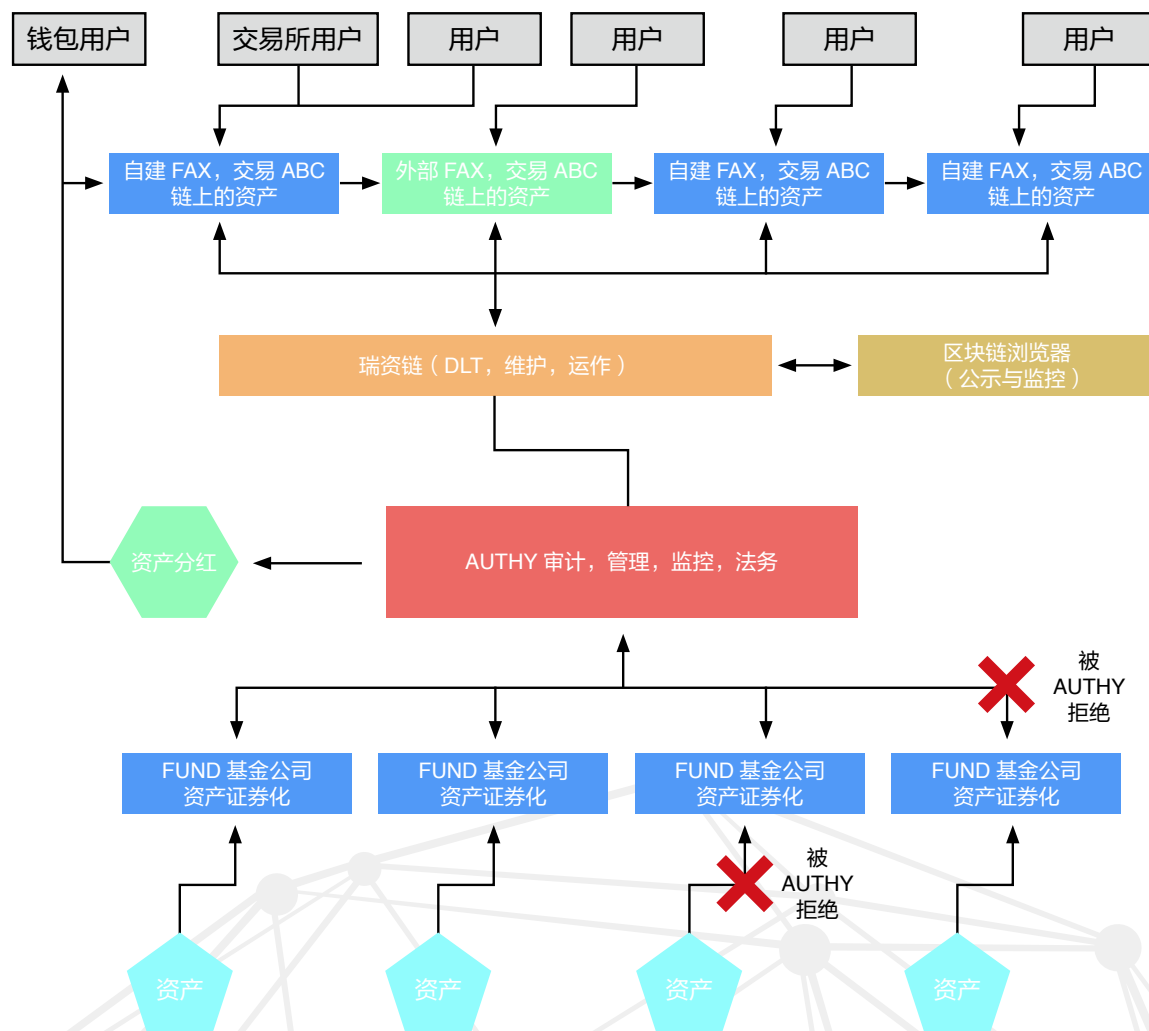 钱包用户
交易所用户
用户
用户
用户
用户
自建 FAX，交易 ABC
链上的资产
外部 FAX，交易 ABC
链上的资产
自建 FAX，交易 ABC
链上的资产
自建 FAX，交易 ABC
链上的资产
瑞资链（DLT，维护，运作）
区块链浏览器
（公示与监控）
资产分红
AUTHY 审计，管理，监控，法务
被
AUTHY
拒绝
FUND 基金公司
资产证券化
FUND 基金公司
资产证券化
FUND 基金公司
资产证券化
FUND 基金公司
资产证券化
被
AUTHY
拒绝
资产
资产
资产
资产